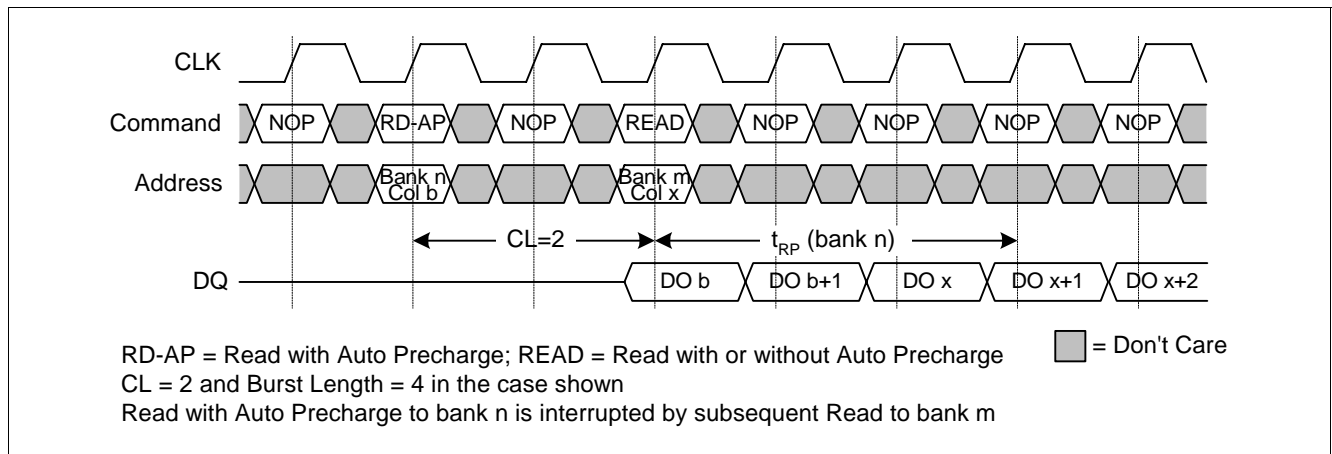 CLK
Command NOP RD-AP NOP READ NOP NOP NOP NOP
Address Bank n Col b Bank m Col x
CL=2 tRP (bank n)
DQ DO b DO b+1 DO x DO x+1 DO x+2
RD-AP = Read with Auto Precharge; READ = Read with or without Auto Precharge = Don't Care
CL = 2 and Burst Length = 4 in the case shown
Read with Auto Precharge to bank n is interrupted by subsequent Read to bank m